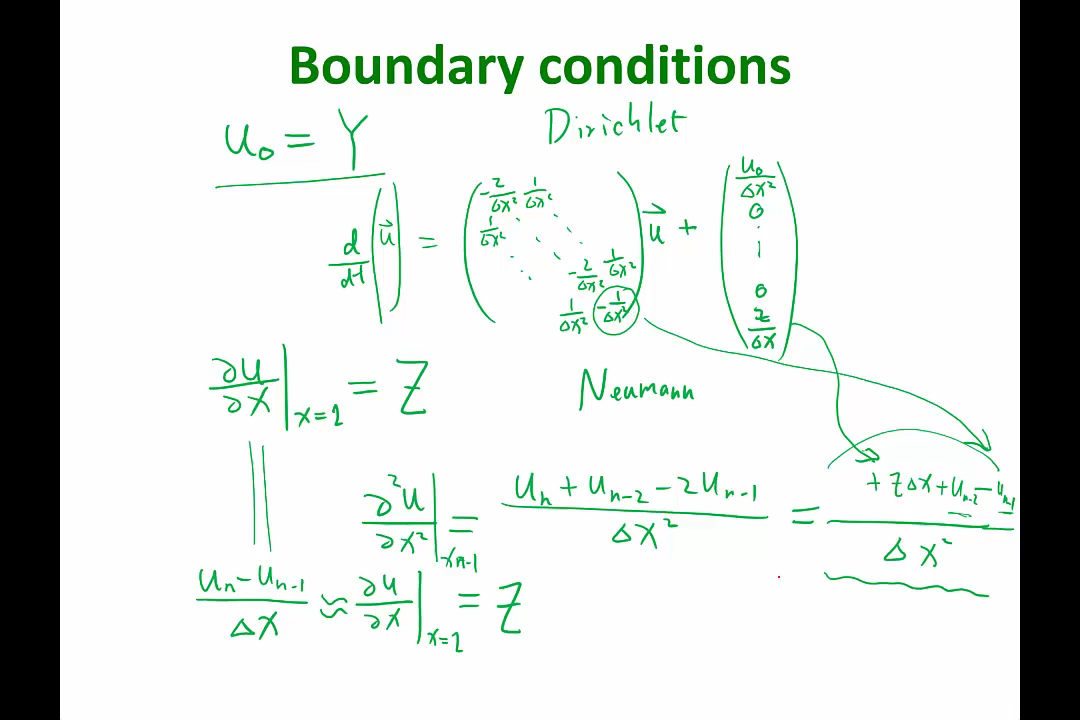 Boundary conditions
u₀ = Y
Dirichlet
d/dt (u⃗) = ( -2/Δx² 1/Δx² 1/Δx² -2/Δx² 1/Δx² 1/Δx² -1/Δx² ) u⃗ + ( u₀/Δx² 0 0 z/Δx )
∂u/∂x |x=1 = Z
Neumann
∂²u/∂x² |xn-1 = (un + un-2 - 2un-1)/Δx² = (+ZΔx + un-2 - un-1)/Δx²
(un - un-1)/Δx ≈ ∂u/∂x |x=1 = Z